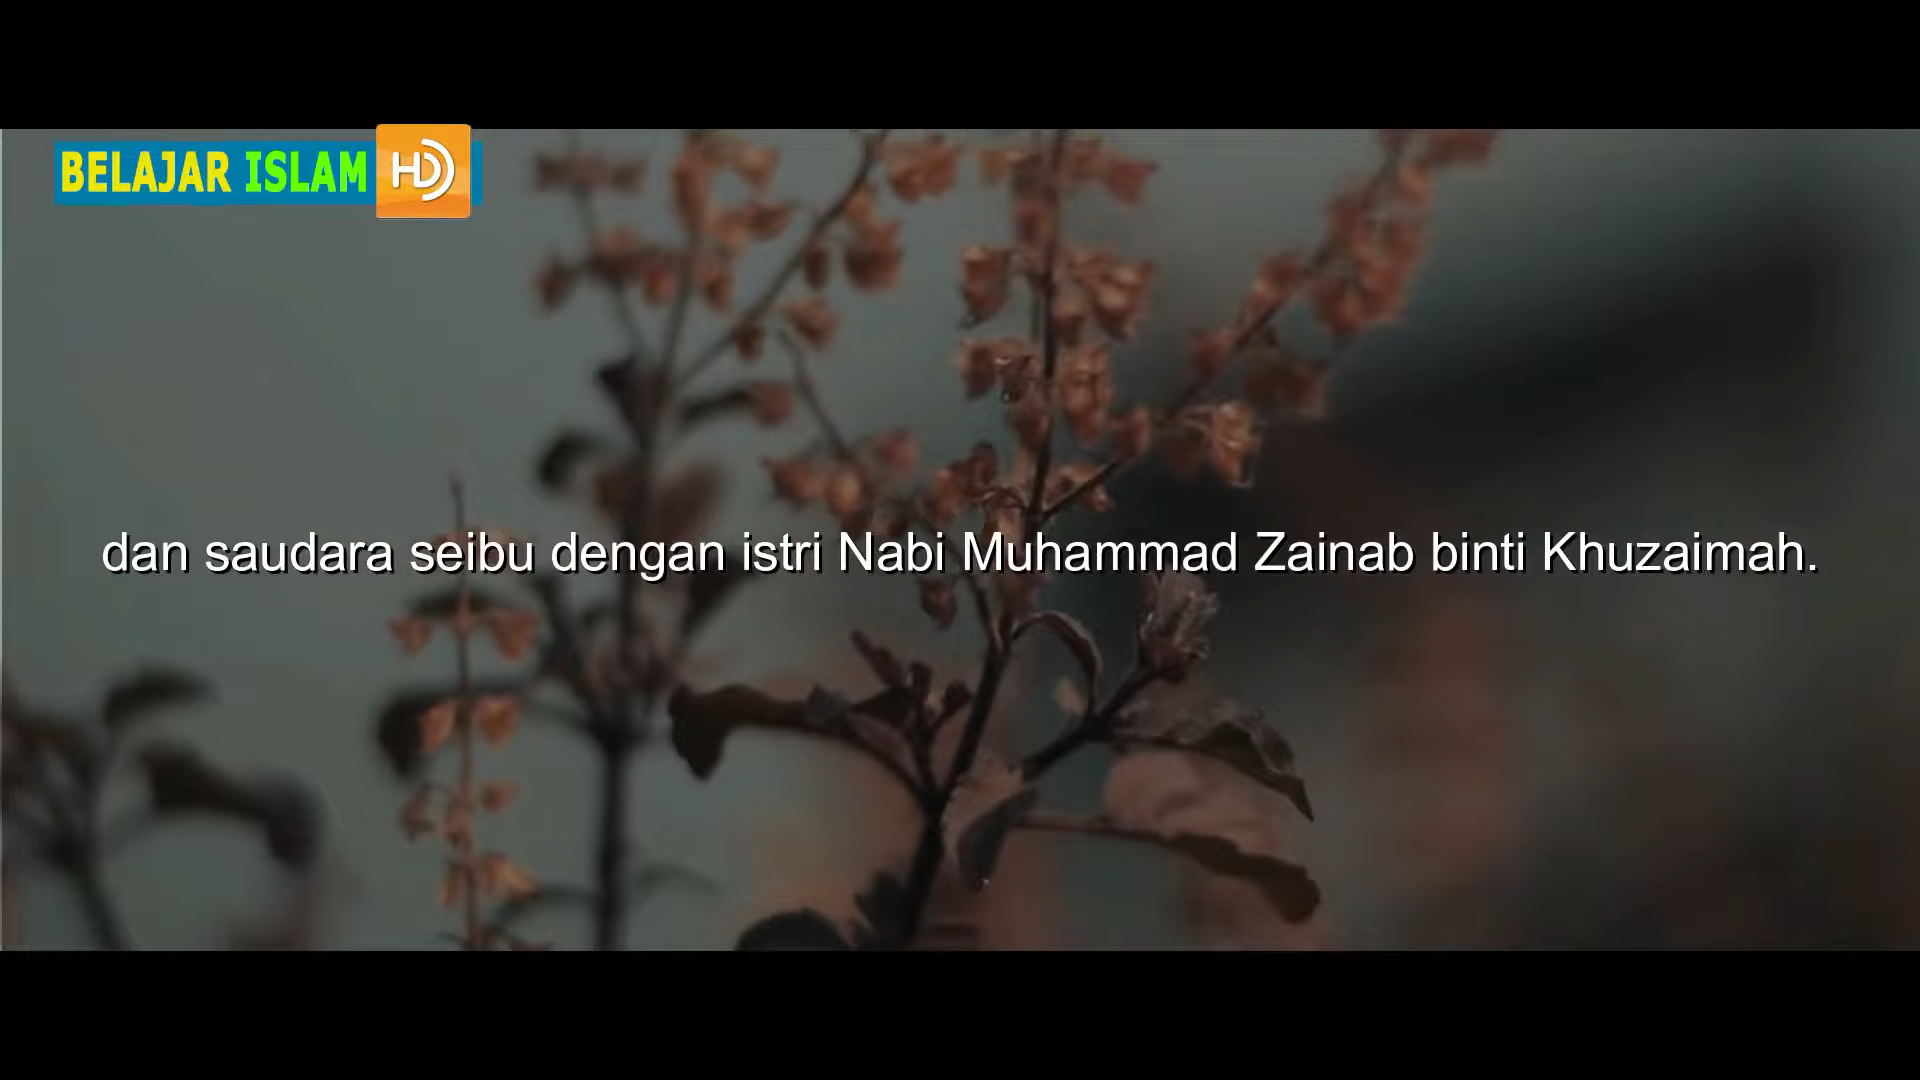 BELAJAR ISLAM HD
dan saudara seibu dengan istri Nabi Muhammad Zainab binti Khuzaimah.